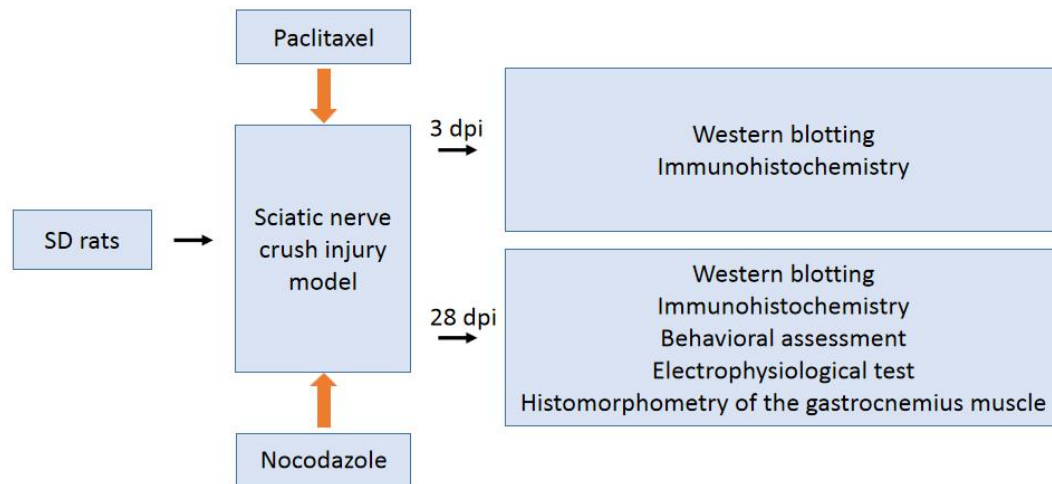 Paclitaxel
SD rats
Sciatic nerve
crush injury
model
Nocodazole
3 dpi
Western blotting
Immunohistochemistry
28 dpi
Western blotting
Immunohistochemistry
Behavioral assessment
Electrophysiological test
Histomorphometry of the gastrocnemius muscle